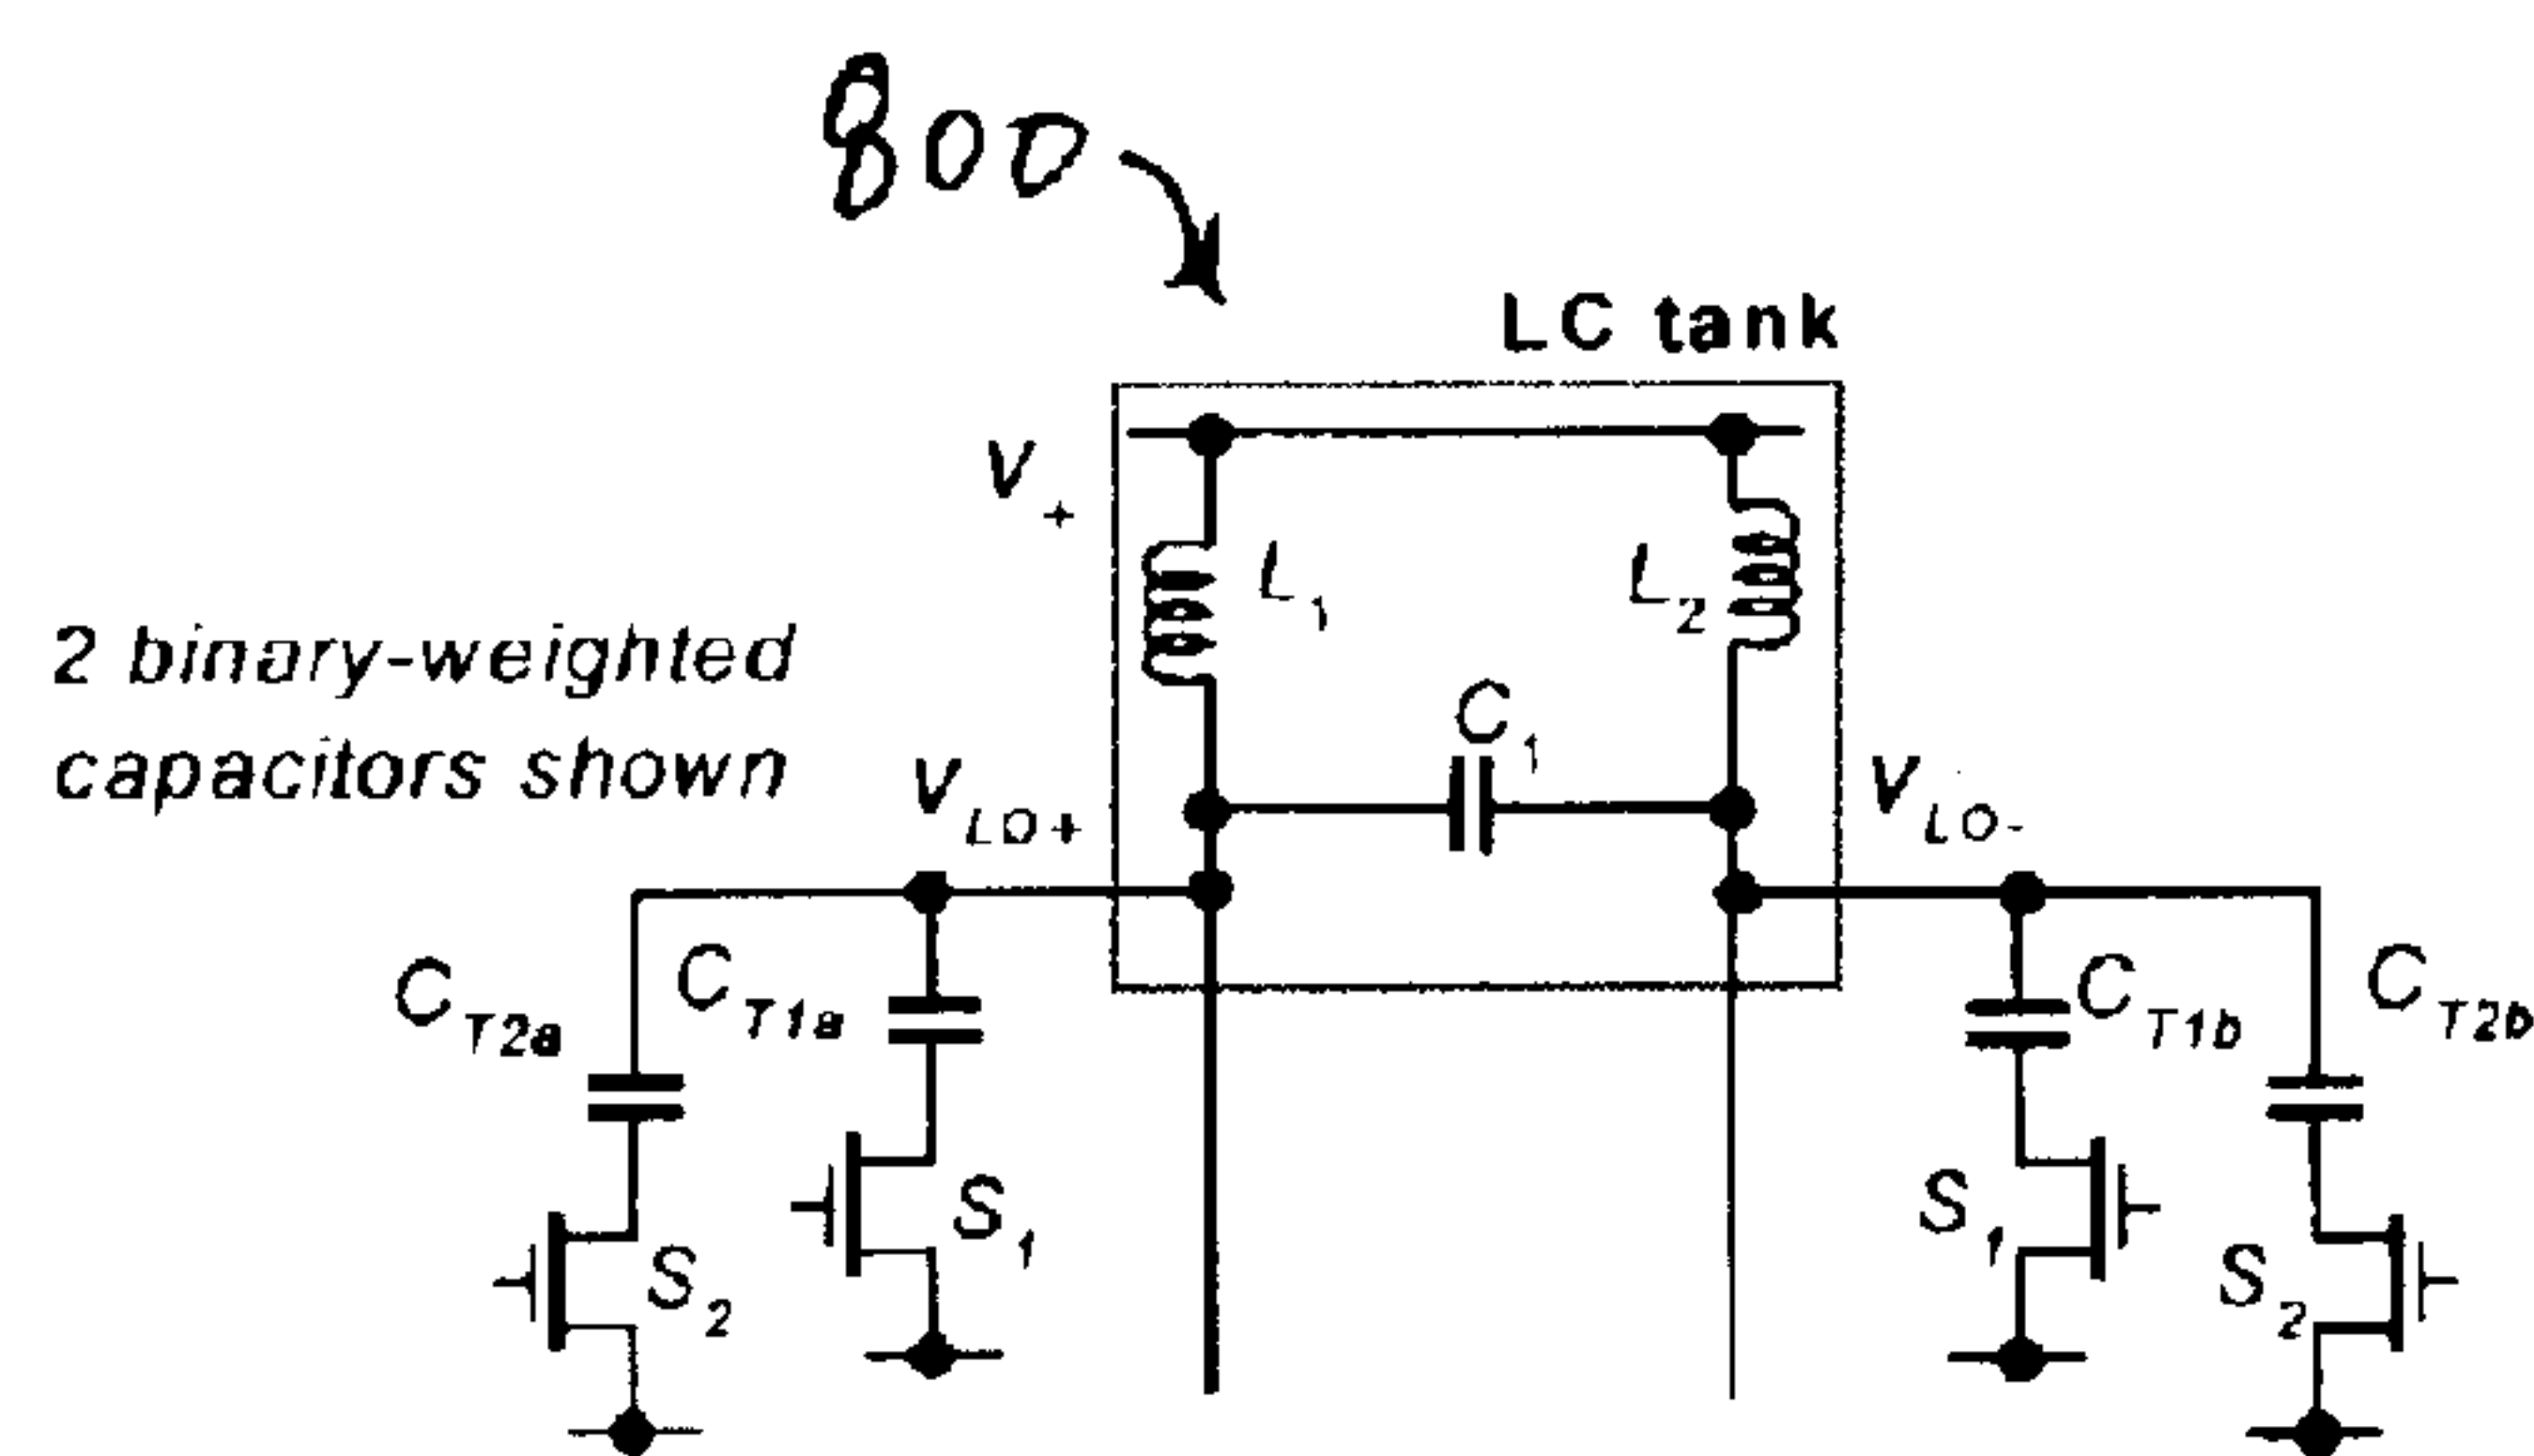 800
LC tank
V+
L1
L2
2 binary-weighted
capacitors shown
C1
VLO+
VLO-
CT2a
CT1a
CT1b
CT2b
S1
S2
S1
S2